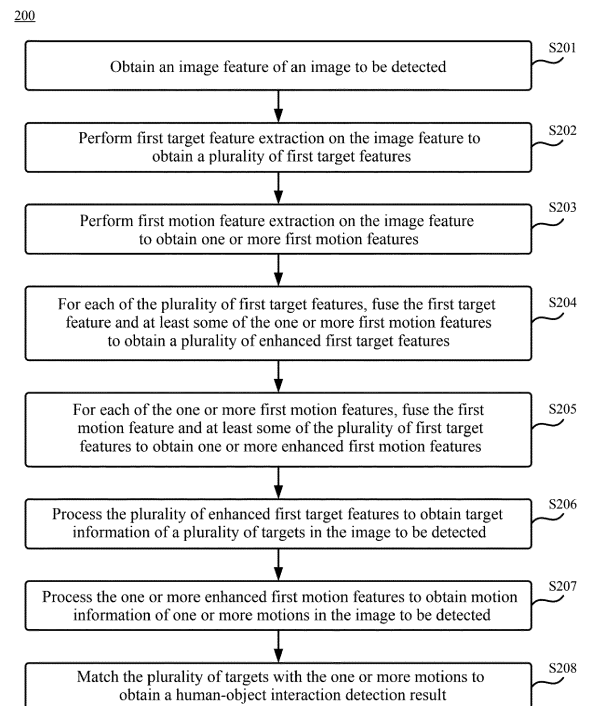 200
S201
Obtain an image feature of an image to be detected
S202
Perform first target feature extraction on the image feature to
obtain a plurality of first target features
S203
Perform first motion feature extraction on the image feature
to obtain one or more first motion features
S204
For each of the plurality of first target features, fuse the first target
feature and at least some of the one or more first motion features
to obtain a plurality of enhanced first target features
S205
For each of the one or more first motion features, fuse the first
motion feature and at least some of the plurality of first target
features to obtain one or more enhanced first motion features
S206
Process the plurality of enhanced first target features to obtain target
information of a plurality of targets in the image to be detected
S207
Process the one or more enhanced first motion features to obtain motion
information of one or more motions in the image to be detected
S208
Match the plurality of targets with the one or more motions to
obtain a human-object interaction detection result